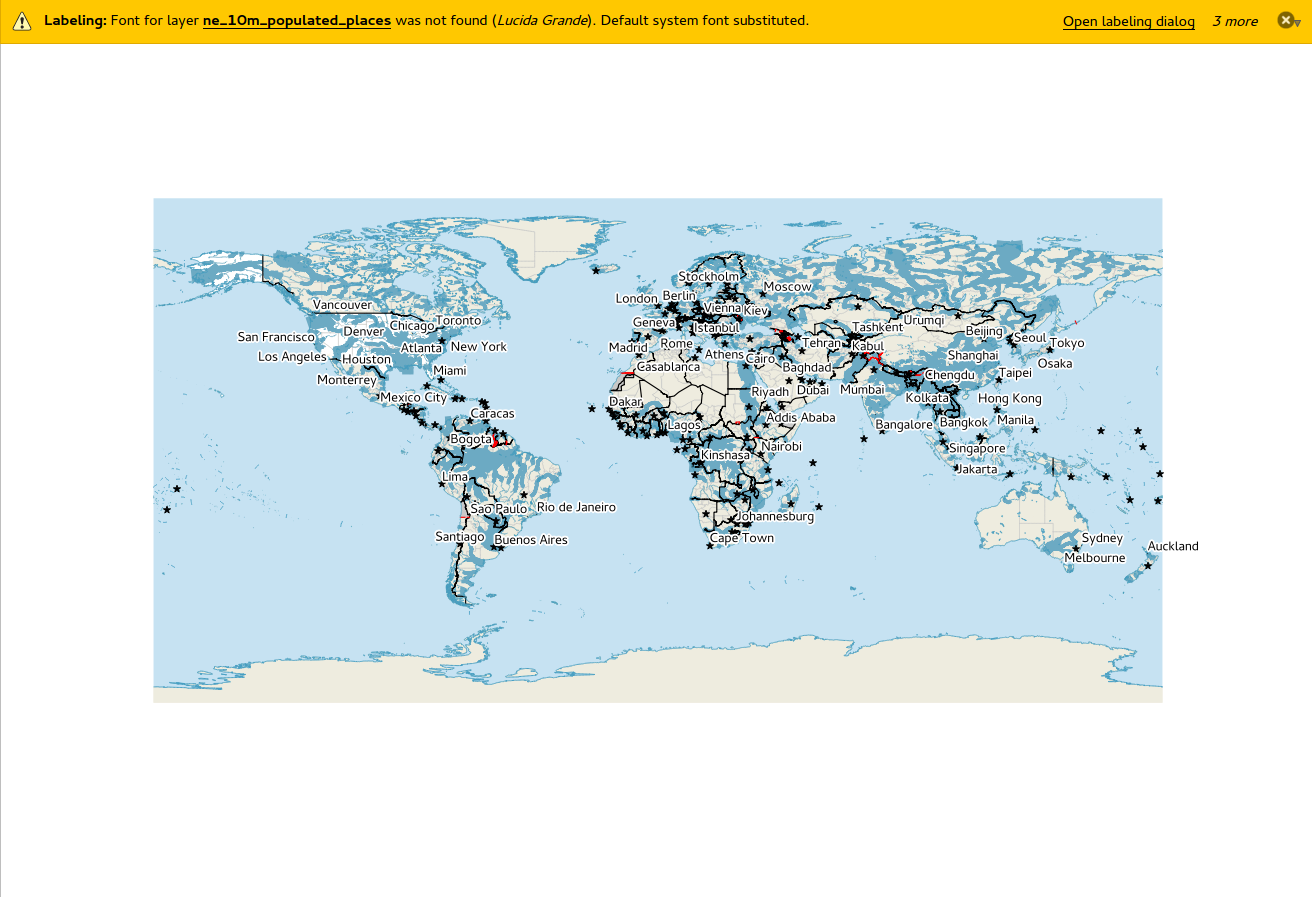 Labeling: Font for layer ne_10m_populated_places was not found (Lucida Grande). Default system font substituted.
Open labeling dialog
3 more
Stockholm
Moscow
London
Berlin
Vancouver
Vienna
Kiev
Toronto
Urumqi
Geneva
Chicago
Istanbul
Tashkent
Denver
Beijing
San Francisco
Seoul
Tokyo
Rome
Tehran
Kabul
Atlanta
New York
Madrid
Athens
Shanghai
Los Angeles
Houston
Cairo
Osaka
Casablanca
Baghdad
Miami
Taipei
Chengdu
Monterrey
Riyadh
Dubai
Mumbai
Mexico City
Kolkata
Hong Kong
Dakar
Caracas
Addis Ababa
Manila
Bangkok
Lagos
Bangalore
Bogota
Nairobi
Singapore
Kinshasa
Jakarta
Lima
Rio de Janeiro
Sao Paulo
Johannesburg
Santiago
Cape Town
Sydney
Buenos Aires
Auckland
Melbourne